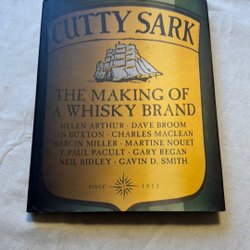 CUTTY SARK
THE MAKING OF
A WHISKY BRAND
HELEN ARTHUR · DAVE BROOM
IAN BUXTON · CHARLES MACLEAN
MARCIN MILLER · MARTINE NOUET
F. PAUL PACULT · GARY REGAN
NEIL RIDLEY · GAVIN D. SMITH
SINCE 1923